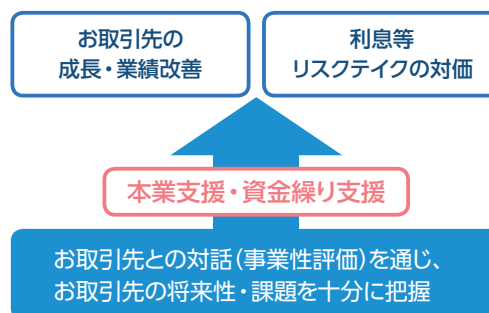 お取引先の
成長・業績改善
利息等
リスクテイクの対価
本業支援・資金繰り支援
お取引先との対話(事業性評価)を通じ、
お取引先の将来性・課題を十分に把握